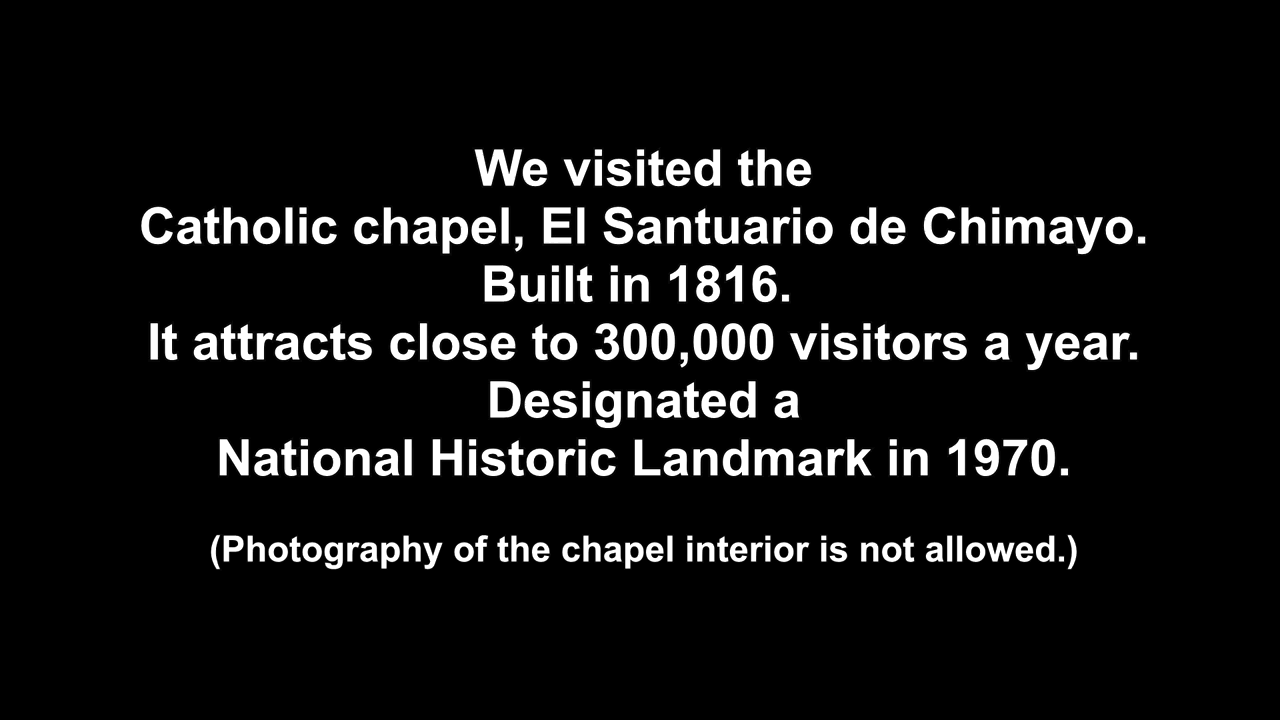 We visited the
Catholic chapel, El Santuario de Chimayo.
Built in 1816.
It attracts close to 300,000 visitors a year.
Designated a
National Historic Landmark in 1970.
(Photography of the chapel interior is not allowed.)